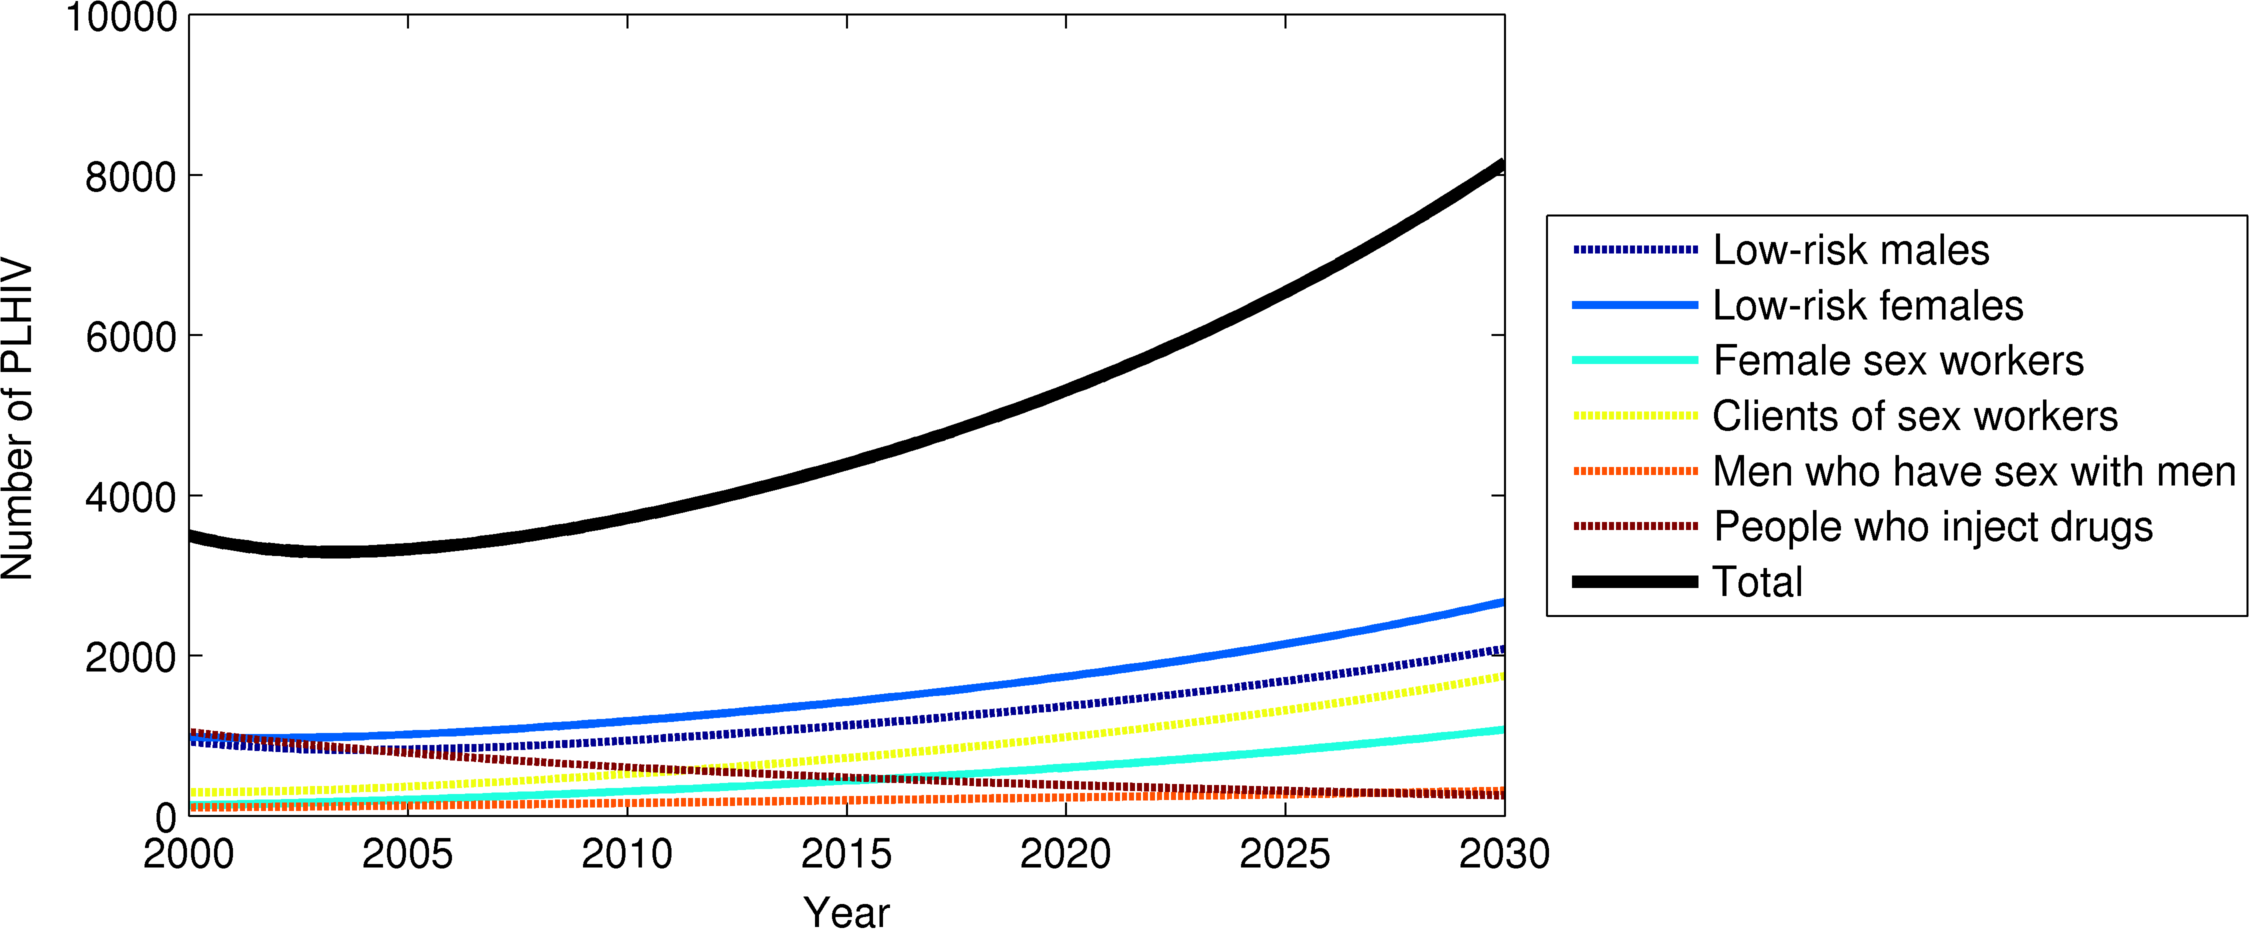 10000
8000
6000
4000
2000
0
Number of PLHIV
2000 2005 2010 2015 2020 2025 2030
Year
Low-risk males
Low-risk females
Female sex workers
Clients of sex workers
Men who have sex with men
People who inject drugs
Total